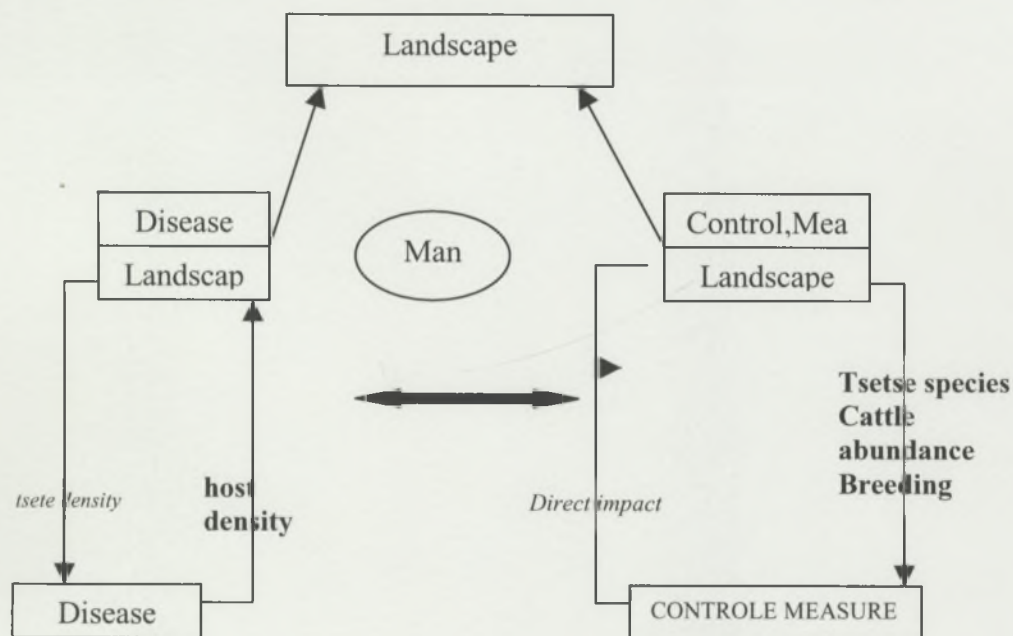 Landscape
Disease
Landscap
Man
Control,Mea
Landscape
tsete density
host
density
Direct impact
Tsetse species
Cattle
abundance
Breeding
Disease
CONTROLE MEASURE